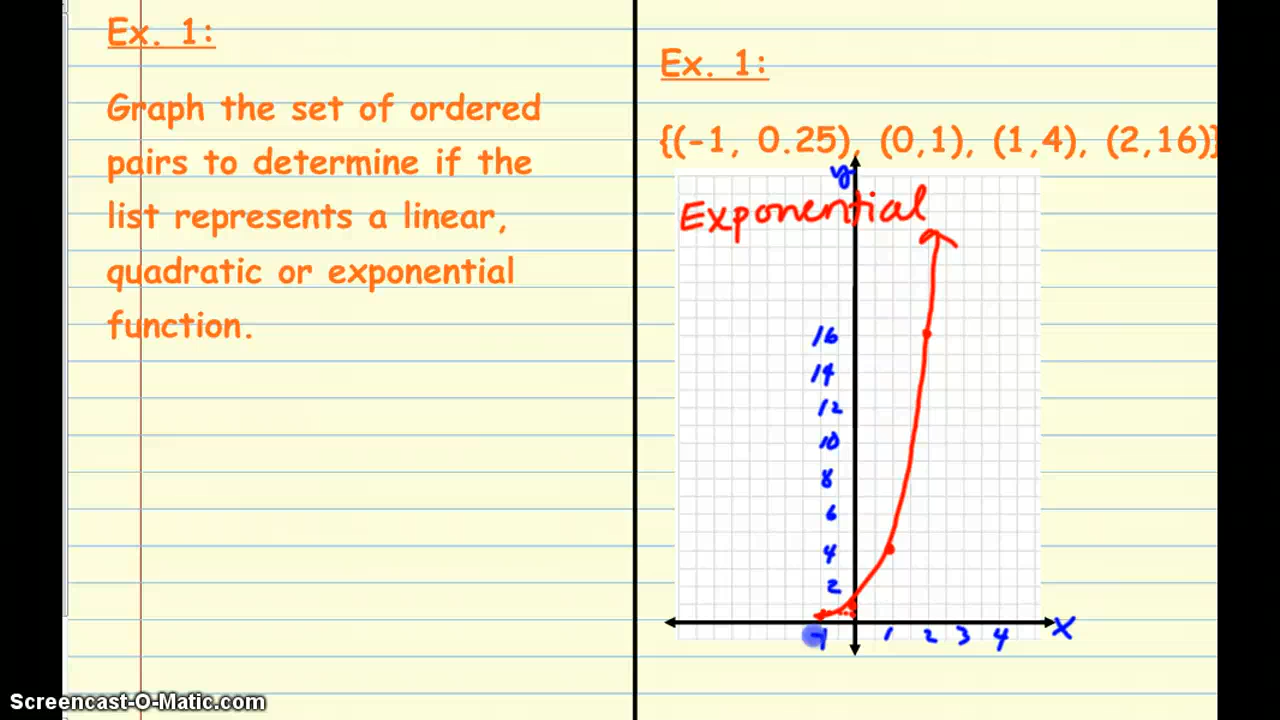 Ex. 1:
Graph the set of ordered
pairs to determine if the
list represents a linear,
quadratic or exponential
function.
Ex. 1:
{(-1, 0.25), (0,1), (1,4), (2,16)}
y
Exponential
16
14
12
10
8
6
4
2
-1 1 2 3 4 x
Screencast-O-Matic.com